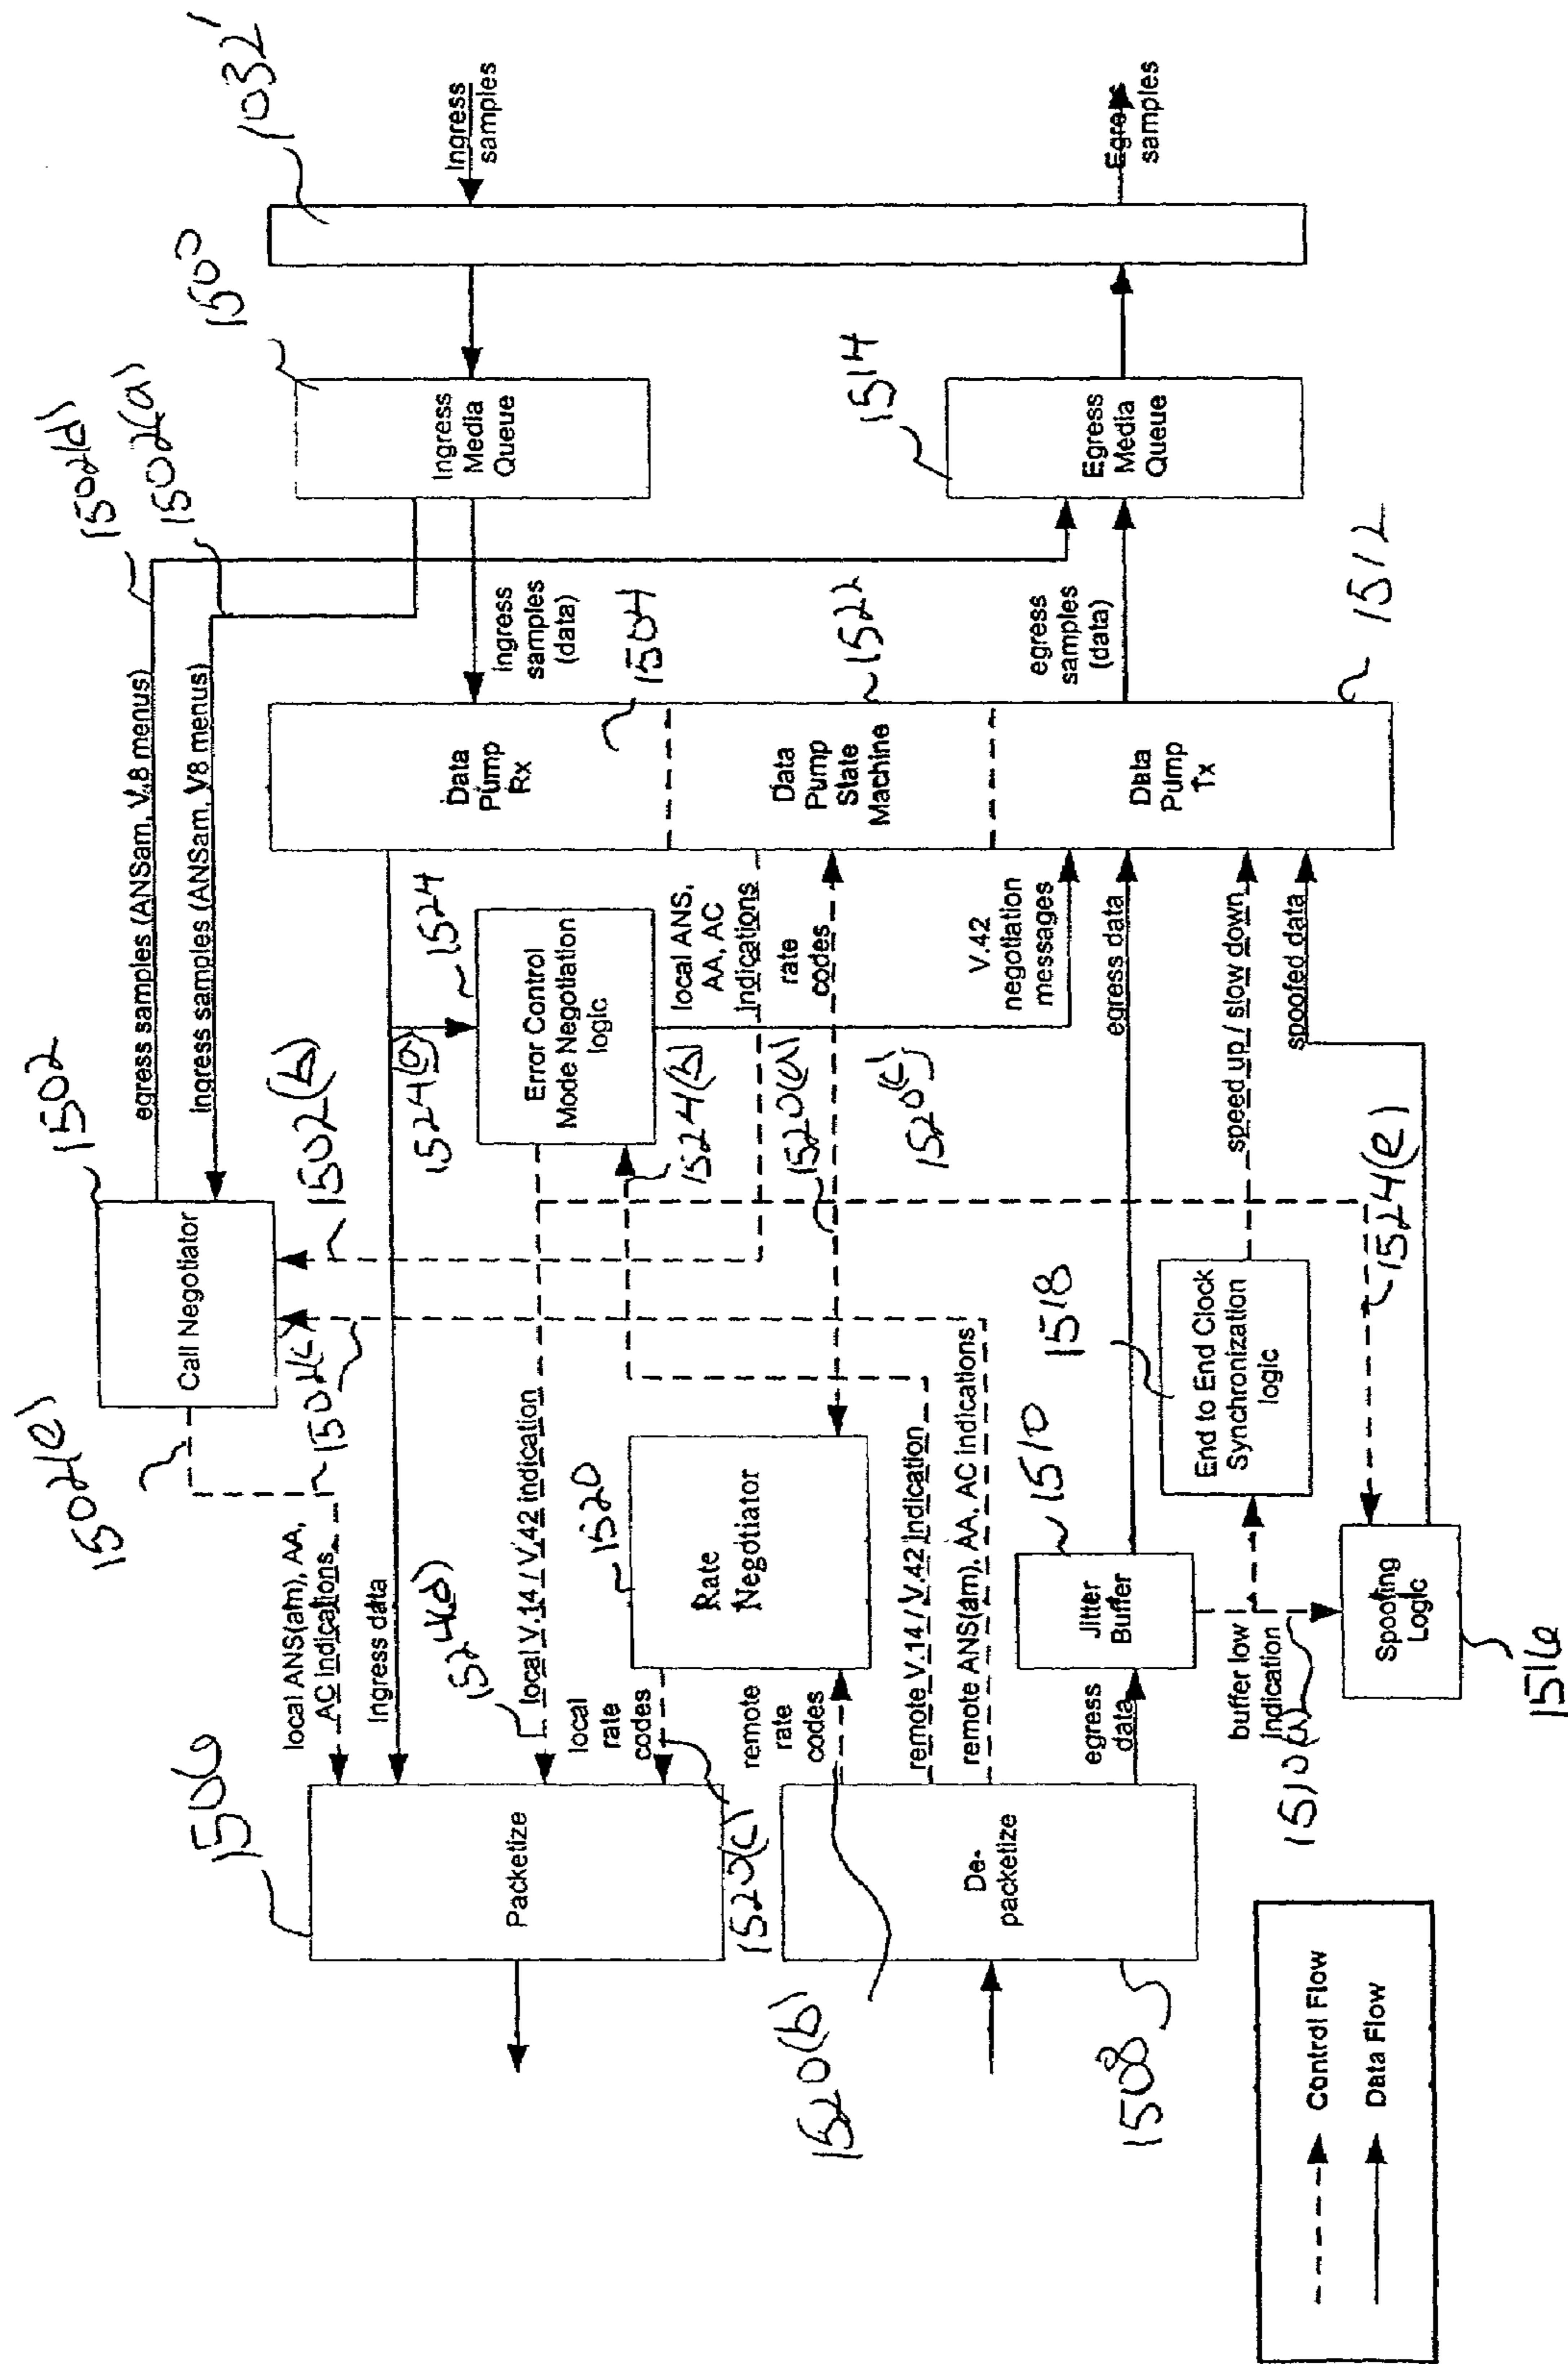 1502(d)
1502(a)
1500
1032'
1502
egress samples (ANSam, V.8 menus)
Ingress samples (ANSam, V8 menus)
Ingress
samples
Ingress
Media
Queue
Call Negotiator
1502(e)
1502(b)
1502(c)
1524
1524(a)
Data
Pump
Rx
Ingress
samples
(data)
1504
1506
local ANS(am), AA,
AC Indications
Ingress data
Packetize
1524(d)
local V.14 / V.42 indication
Error Control
Mode Negotiation
logic
1524(b)
local ANS,
AA, AC
Indications
Data
Pump
State
Machine
1522
local
rate
codes
1520
1520(c)
Rate
Negotiator
1520(a)
rate
codes
remote
rate
codes
1520(b)
remote V.14 / V.42 Indication
remote ANS(am), AA, AC indications
V.42
negotiation
messages
De-
packetize
1508
egress
data
Jitter
Buffer
1510
egress data
Data
Pump
Tx
1512
egress
samples
(data)
Egress
Media
Queue
1514
Egress
samples
1518
End to End Clock
Synchronization
logic
speed up / slow down
buffer low
indication
1510(a)
1524(e)
spoofed data
Spoofing
Logic
1516
Control Flow
Data Flow